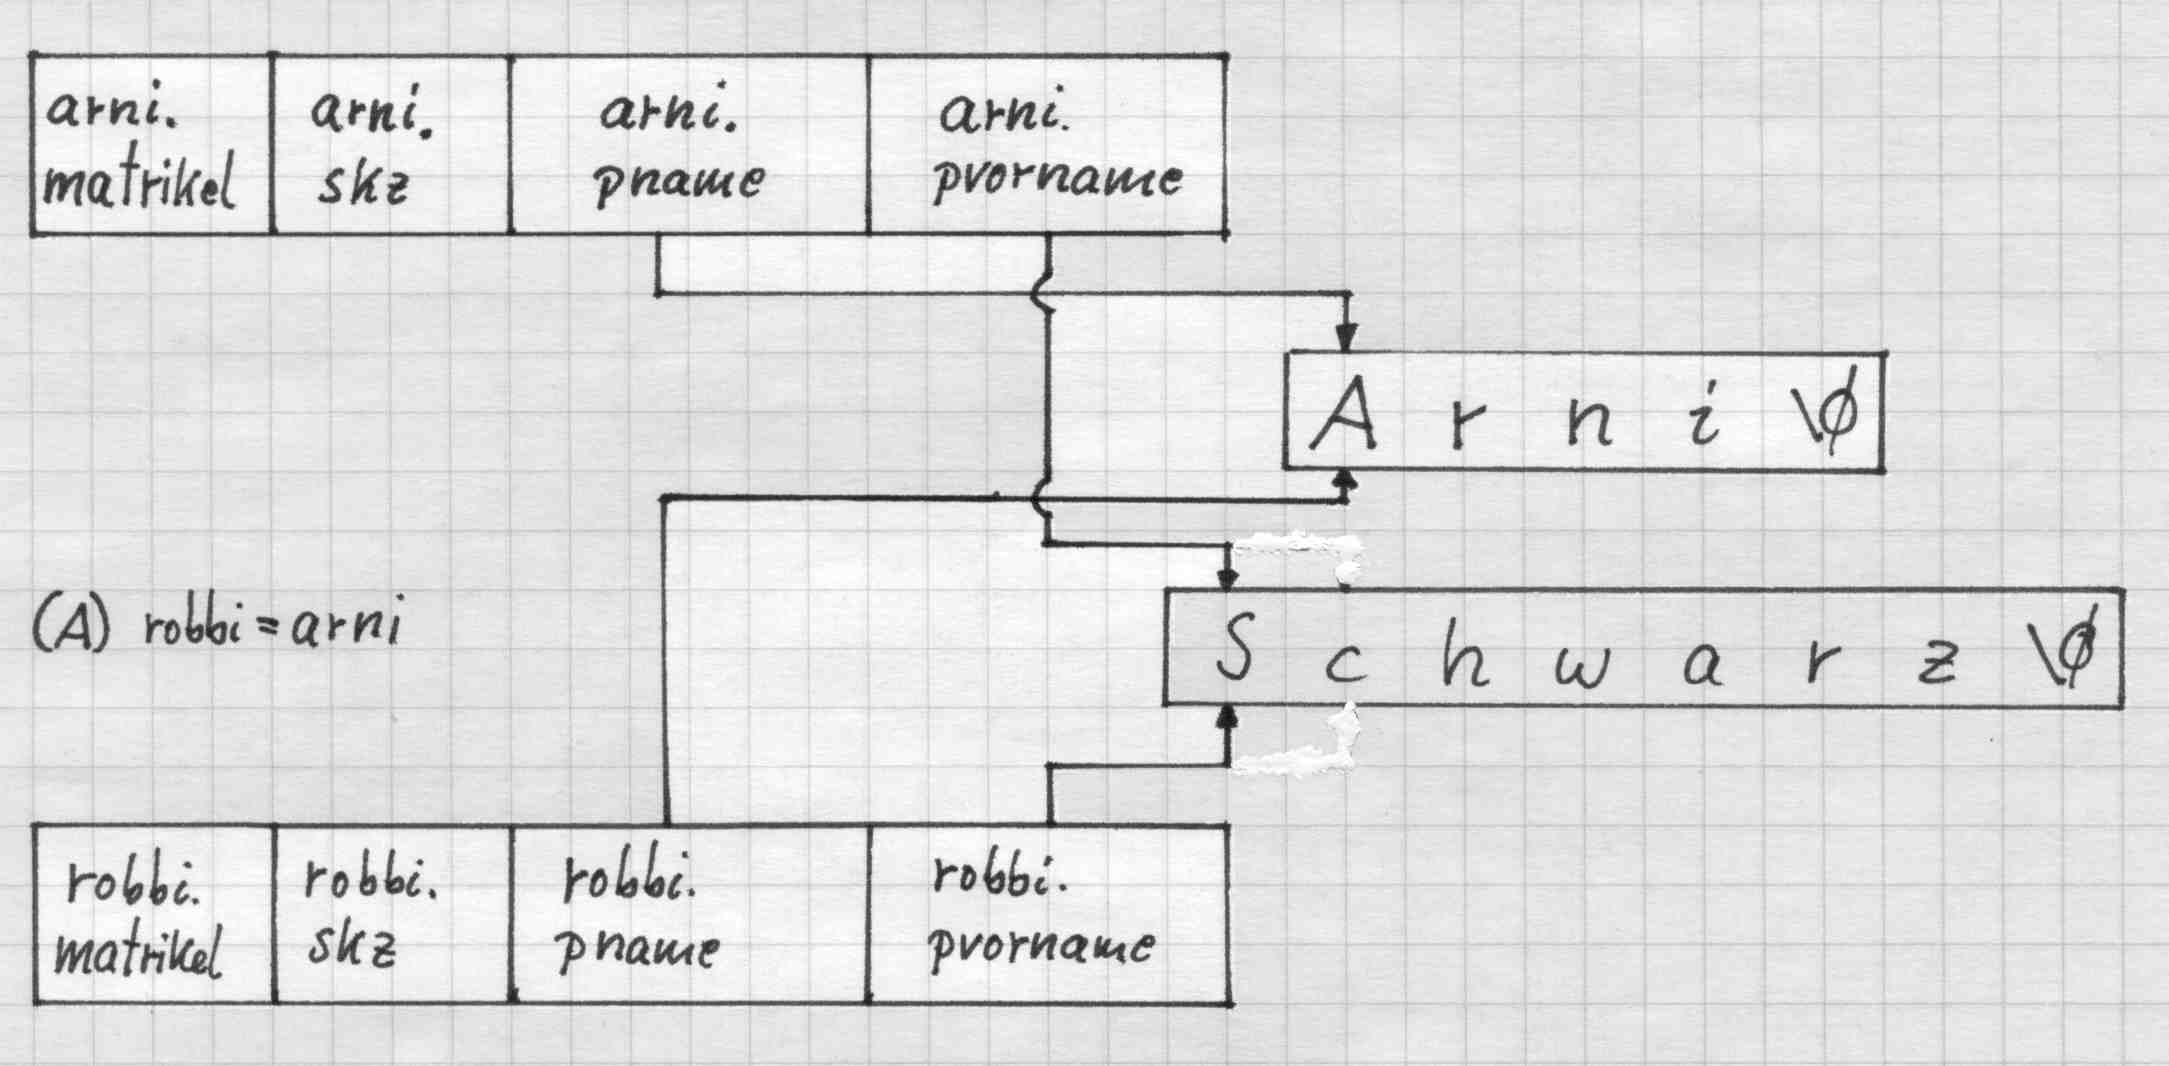 arni.
matrikel
arni.
skz
arni.
pname
arni.
pvorname
A r n i \0
(A) robbi = arni
S c h w a r z \0
robbi.
matrikel
robbi.
skz
robbi.
pname
robbi.
pvorname